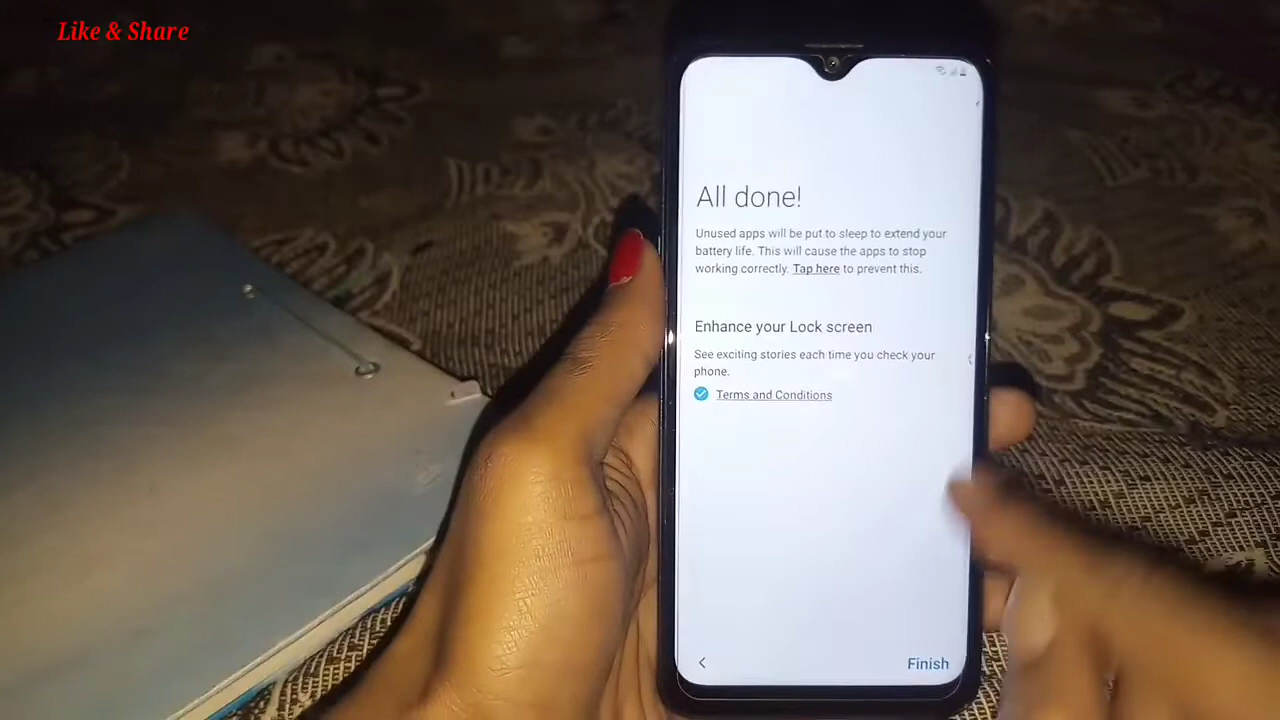 Like & Share
All done!
Unused apps will be put to sleep to extend your
battery life. This will cause the apps to stop
working correctly. Tap here to prevent this.
Enhance your Lock screen
See exciting stories each time you check your
phone.
Terms and Conditions
Finish